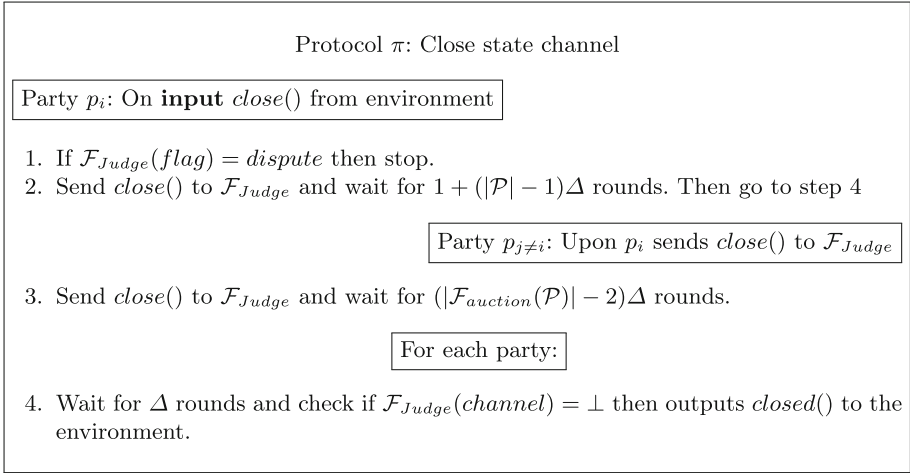 Protocol π: Close state channel
Party p_i: On input close() from environment
1. If F_Judge(flag) = dispute then stop.
2. Send close() to F_Judge and wait for 1 + (|P| − 1)Δ rounds. Then go to step 4
Party p_{j≠i}: Upon p_i sends close() to F_Judge
3. Send close() to F_Judge and wait for (|F_auction(P)| − 2)Δ rounds.
For each party:
4. Wait for Δ rounds and check if F_Judge(channel) = ⊥ then outputs closed() to the
environment.